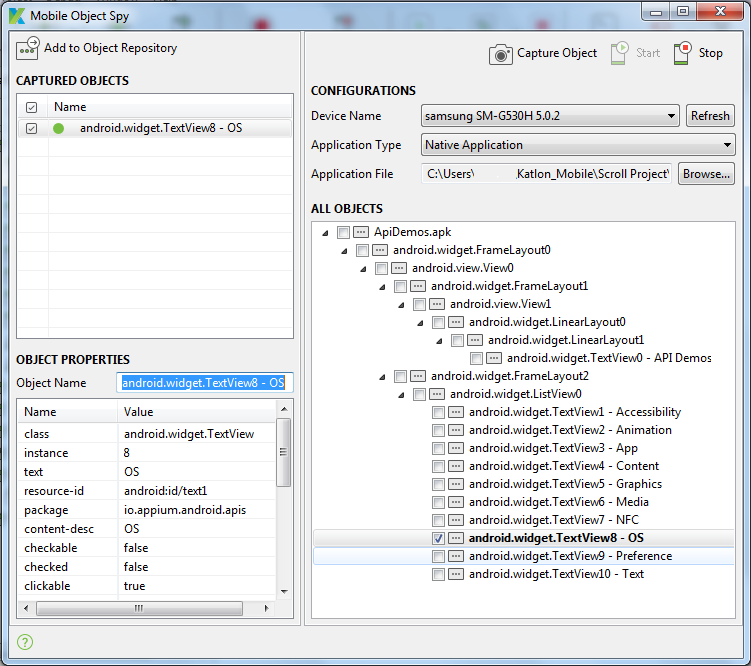 Mobile Object Spy
Add to Object Repository
CAPTURED OBJECTS
Name
android.widget.TextView8 - OS
OBJECT PROPERTIES
Object Name android.widget.TextView8 - OS
Name Value
class android.widget.TextView
instance 8
text OS
resource-id android:id/text1
package io.appium.android.apis
content-desc OS
checkable false
checked false
clickable true
Capture Object Start Stop
CONFIGURATIONS
Device Name samsung SM-G530H 5.0.2 Refresh
Application Type Native Application
Application File C:\Users\ .Katlon_Mobile\Scroll Project\ Browse...
ALL OBJECTS
ApiDemos.apk
android.widget.FrameLayout0
android.view.View0
android.widget.FrameLayout1
android.view.View1
android.widget.LinearLayout0
android.widget.LinearLayout1
android.widget.TextView0 - API Demos
android.widget.FrameLayout2
android.widget.ListView0
android.widget.TextView1 - Accessibility
android.widget.TextView2 - Animation
android.widget.TextView3 - App
android.widget.TextView4 - Content
android.widget.TextView5 - Graphics
android.widget.TextView6 - Media
android.widget.TextView7 - NFC
android.widget.TextView8 - OS
android.widget.TextView9 - Preference
android.widget.TextView10 - Text